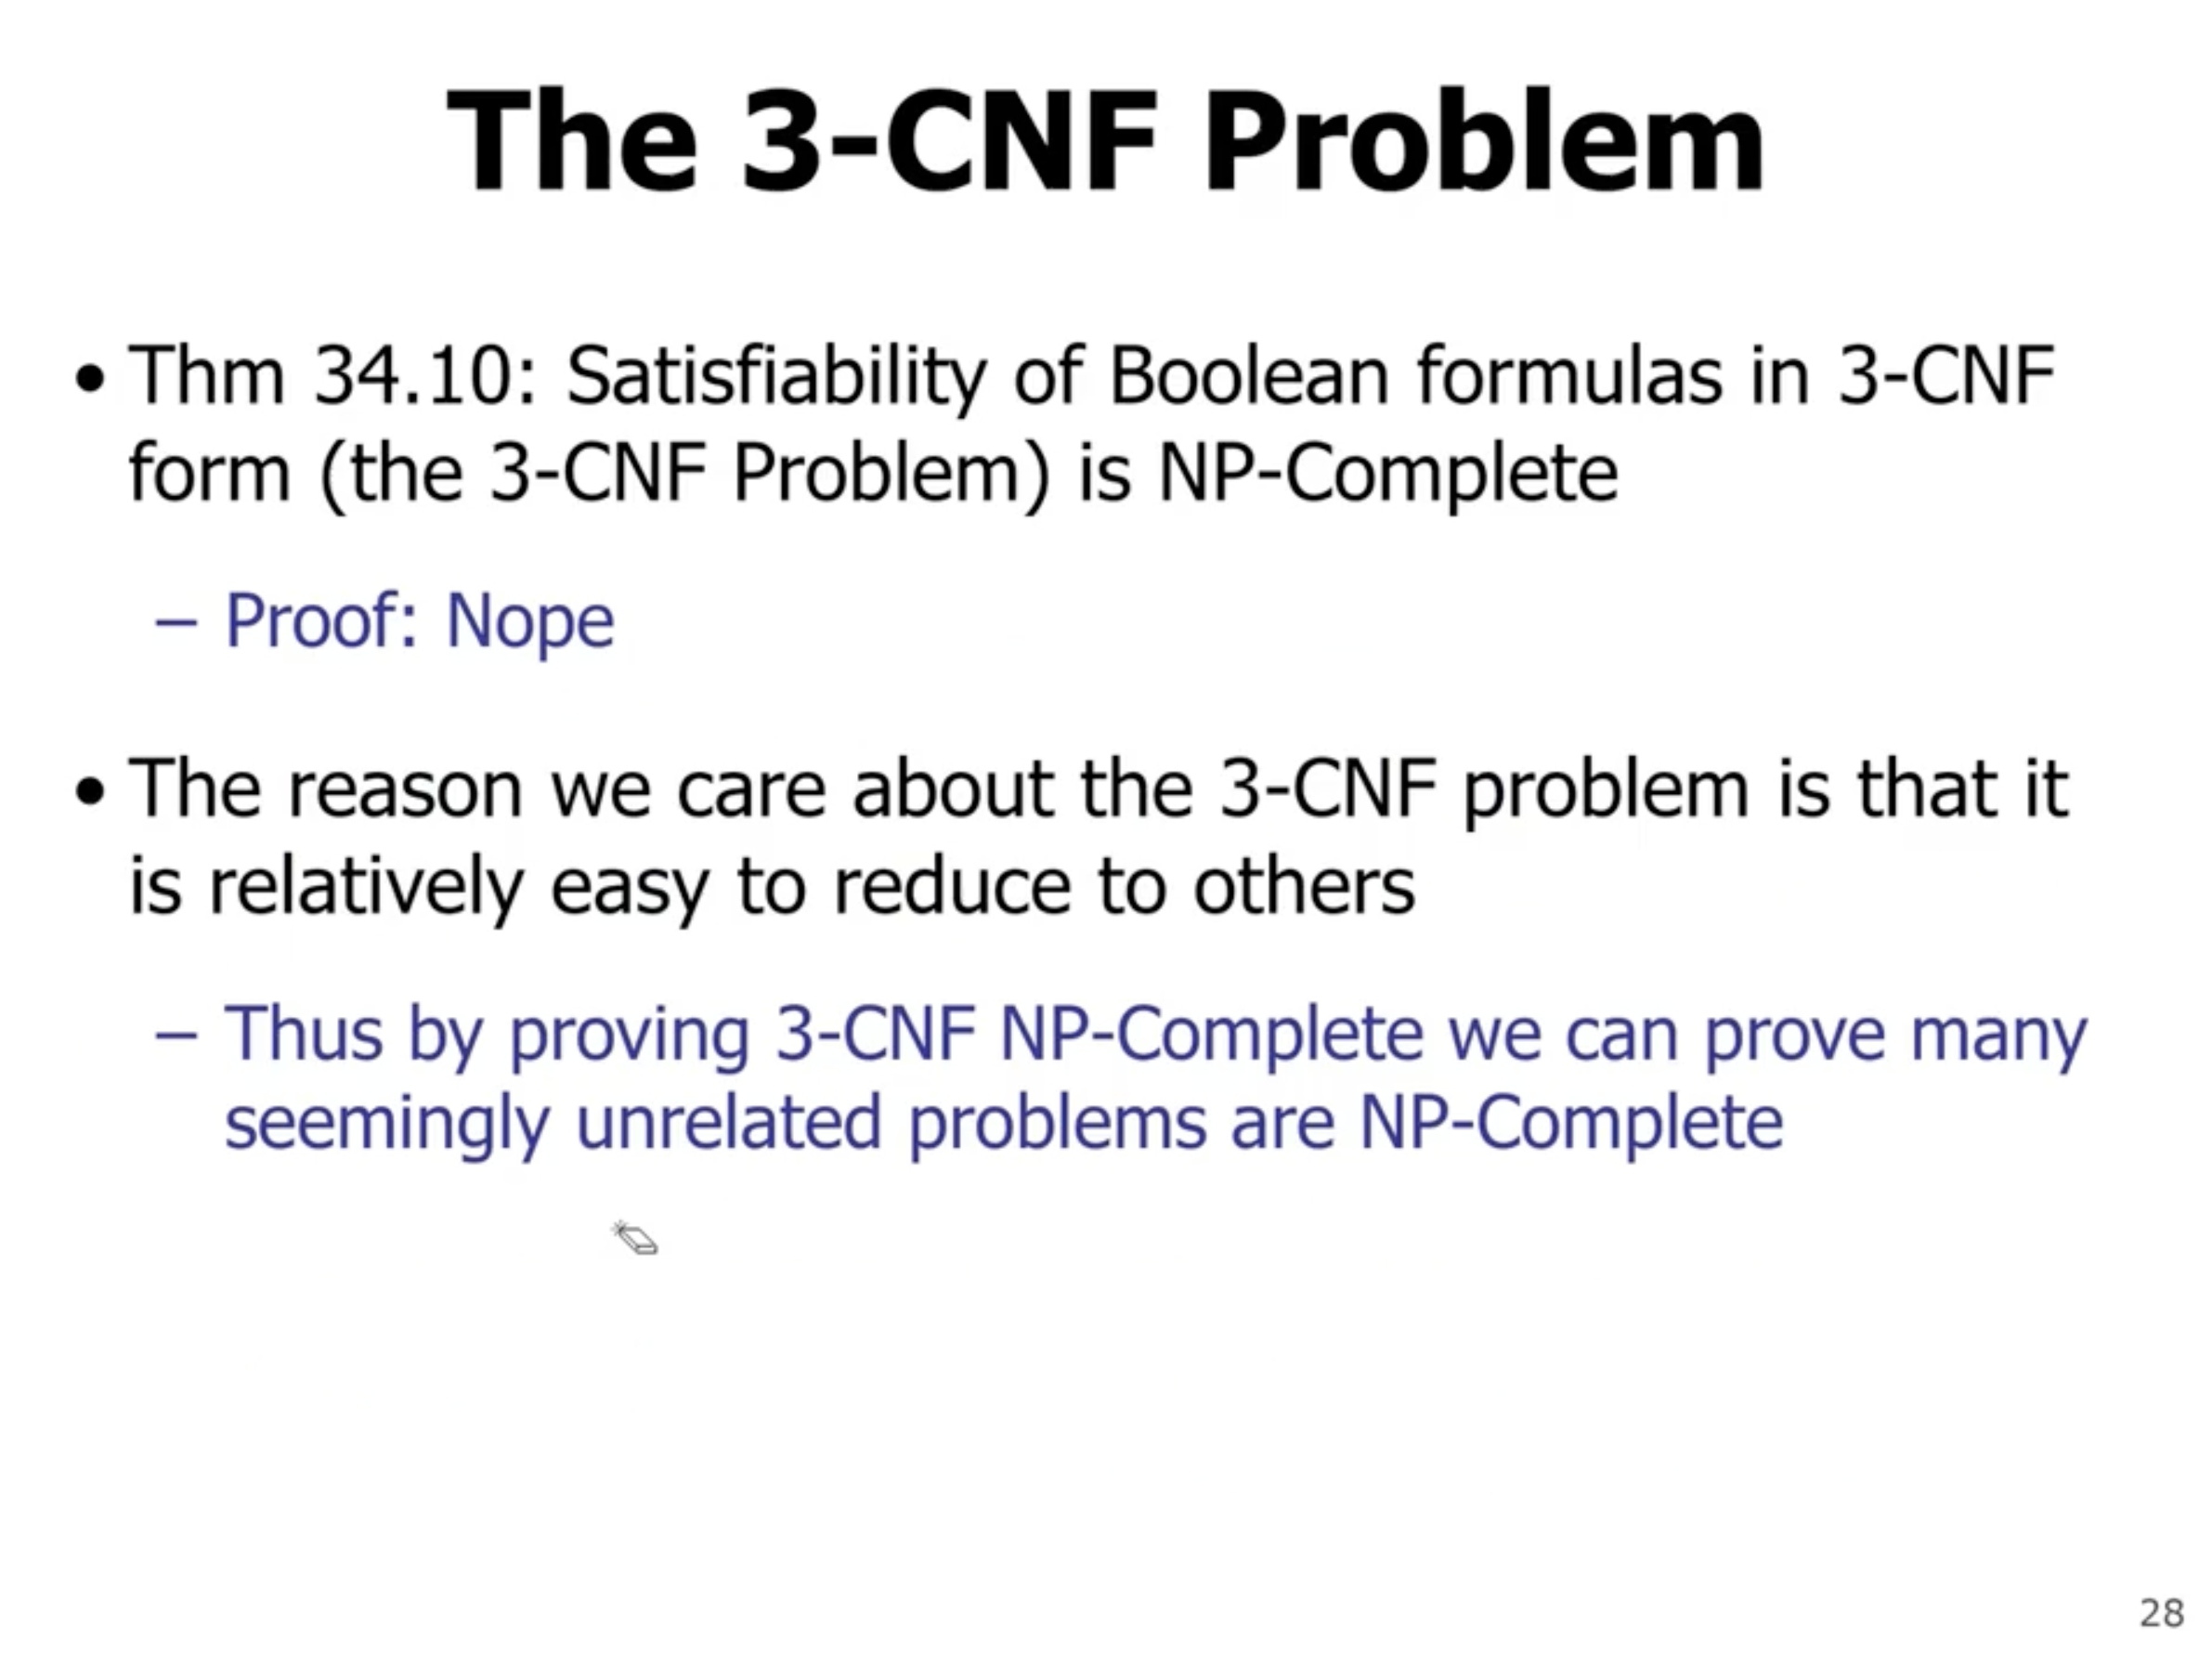 The 3-CNF Problem
• Thm 34.10: Satisfiability of Boolean formulas in 3-CNF
form (the 3-CNF Problem) is NP-Complete
– Proof: Nope
• The reason we care about the 3-CNF problem is that it
is relatively easy to reduce to others
– Thus by proving 3-CNF NP-Complete we can prove many
seemingly unrelated problems are NP-Complete
28